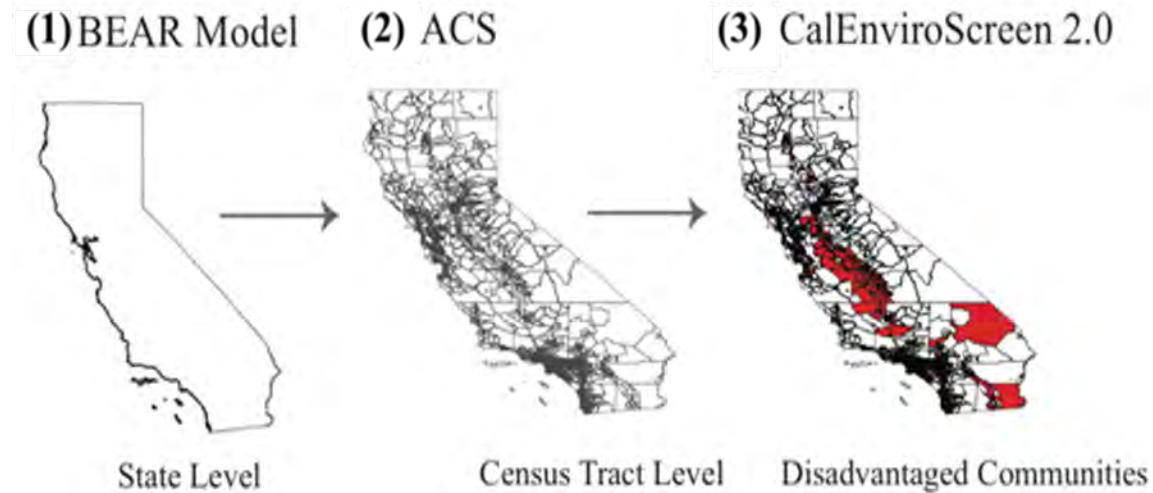 (1) BEAR Model
(2) ACS
(3) CalEnviroScreen 2.0
State Level
Census Tract Level
Disadvantaged Communities